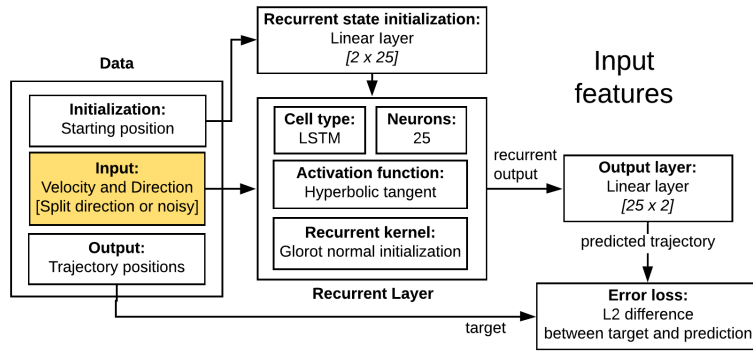 Recurrent state initialization:
Linear layer
[2 x 25]
Input
features
Data
Initialization:
Starting position
Input:
Velocity and Direction
[Split direction or noisy]
Output:
Trajectory positions
Cell type:
LSTM
Neurons:
25
Activation function:
Hyperbolic tangent
Recurrent kernel:
Glorot normal initialization
Recurrent Layer
recurrent
output
Output layer:
Linear layer
[25 x 2]
predicted trajectory
target
Error loss:
L2 difference
between target and prediction